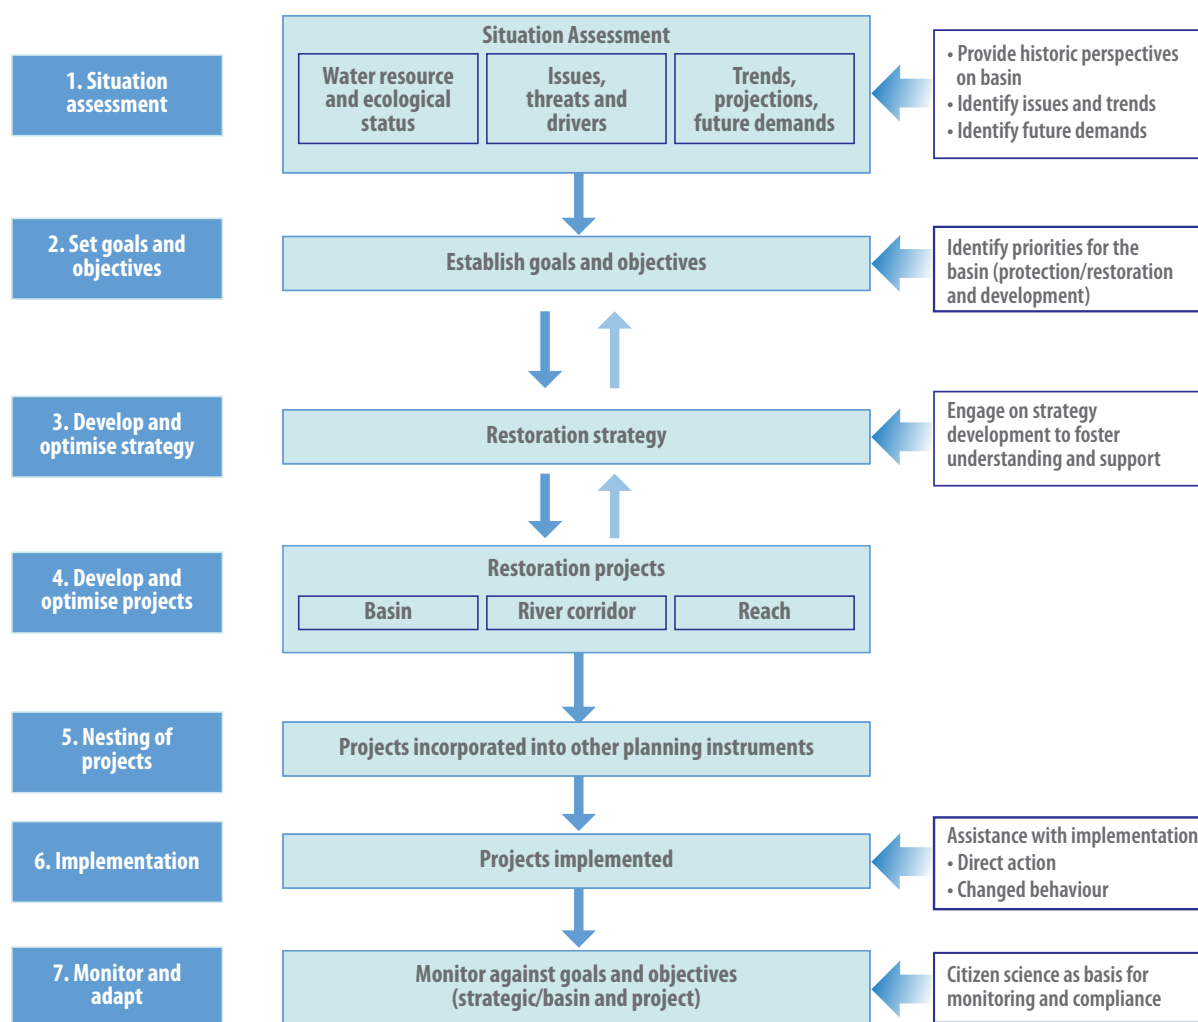 Situation Assessment
1. Situation
assessment
Water resource
and ecological
status
Issues,
threats and
drivers
Trends,
projections,
future demands
• Provide historic perspectives
on basin
• Identify issues and trends
• Identify future demands
2. Set goals and
objectives
Establish goals and objectives
Identify priorities for the
basin (protection/restoration
and development)
3. Develop and
optimise strategy
Restoration strategy
Engage on strategy
development to foster
understanding and support
4. Develop and
optimise projects
Restoration projects
Basin
River corridor
Reach
5. Nesting of
projects
Projects incorporated into other planning instruments
6. Implementation
Projects implemented
Assistance with implementation
• Direct action
• Changed behaviour
7. Monitor and
adapt
Monitor against goals and objectives
(strategic/basin and project)
Citizen science as basis for
monitoring and compliance